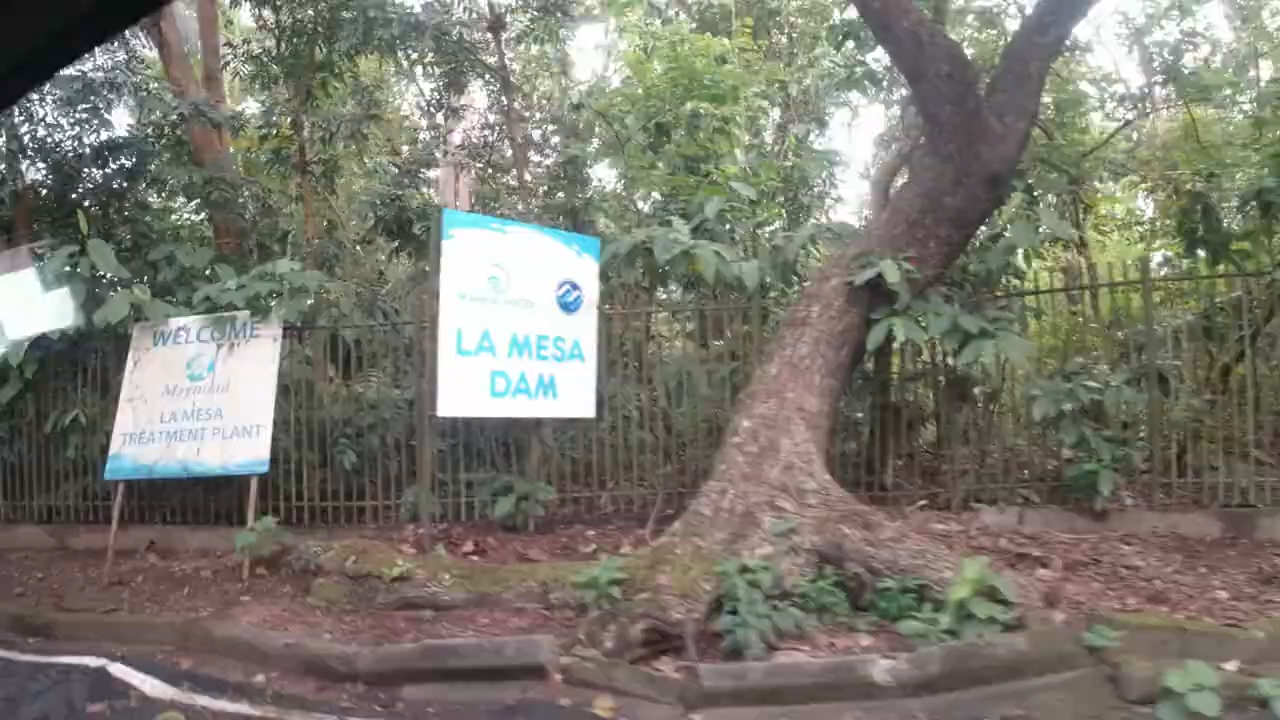 WELCOME
Maynilad
LA MESA
TREATMENT PLANT
LA MESA
DAM